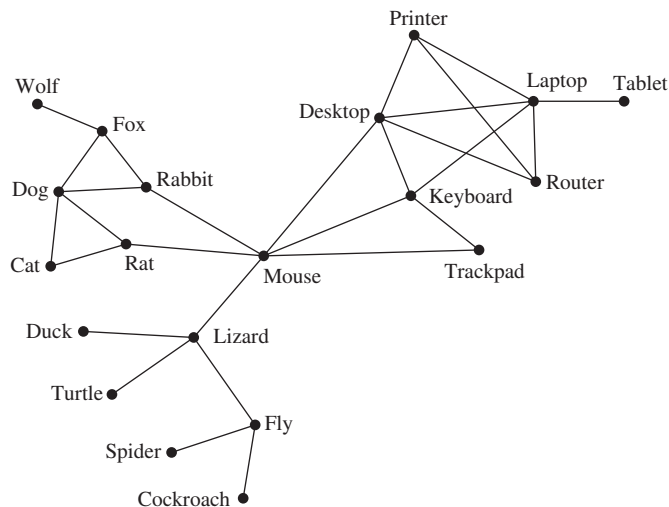 Printer
Wolf
Laptop
Tablet
Desktop
Fox
Dog
Rabbit
Router
Keyboard
Cat
Rat
Mouse
Trackpad
Duck
Lizard
Turtle
Fly
Spider
Cockroach